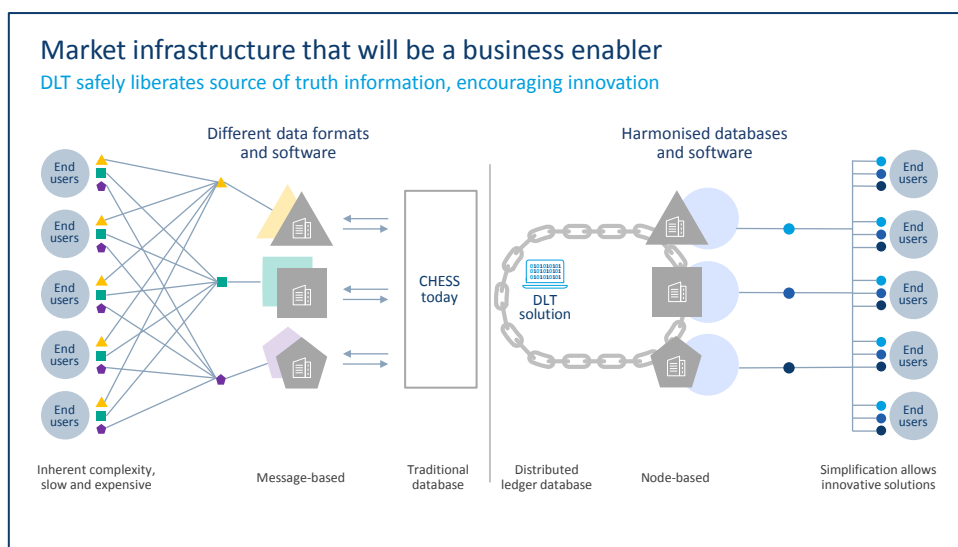 Market infrastructure that will be a business enabler
DLT safely liberates source of truth information, encouraging innovation
Different data formats
and software
Harmonised databases
and software
End
users
End
users
End
users
End
users
End
users
CHESS
today
0101010101
0101010101
0101010101
DLT
solution
End
users
End
users
End
users
End
users
End
users
Inherent complexity,
slow and expensive
Message-based
Traditional
database
Distributed
ledger database
Node-based
Simplification allows
innovative solutions